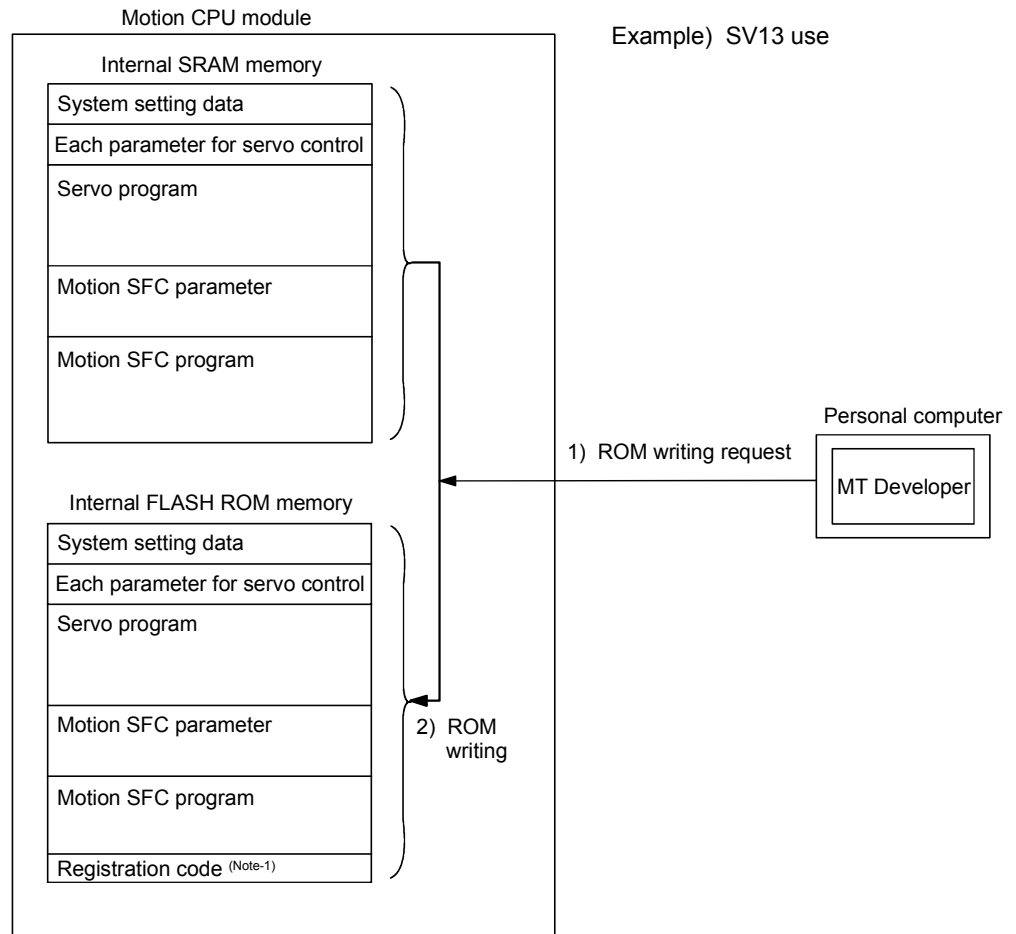 Motion CPU module
Example) SV13 use
Internal SRAM memory
System setting data
Each parameter for servo control
Servo program
Motion SFC parameter
Motion SFC program
Personal computer
1) ROM writing request
MT Developer
Internal FLASH ROM memory
System setting data
Each parameter for servo control
Servo program
Motion SFC parameter
2) ROM
writing
Motion SFC program
Registration code (Note-1)